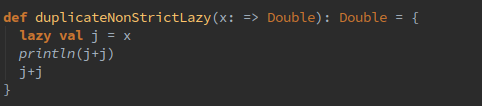 def duplicateNonStrictLazy(x: => Double): Double = {
  lazy val j = x
  println(j+j)
  j+j
}